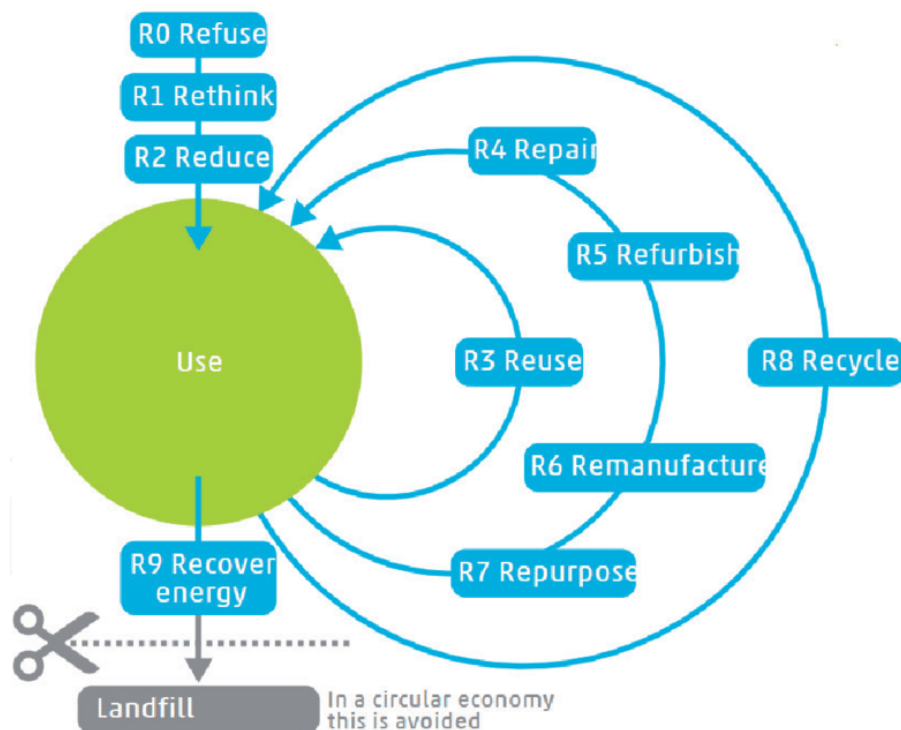 R0 Refuse
R1 Rethink
R2 Reduce
R4 Repair
R5 Refurbish
Use
R3 Reuse
R8 Recycle
R6 Remanufacture
R7 Repurpose
R9 Recover
energy
Landfill
In a circular economy
this is avoided